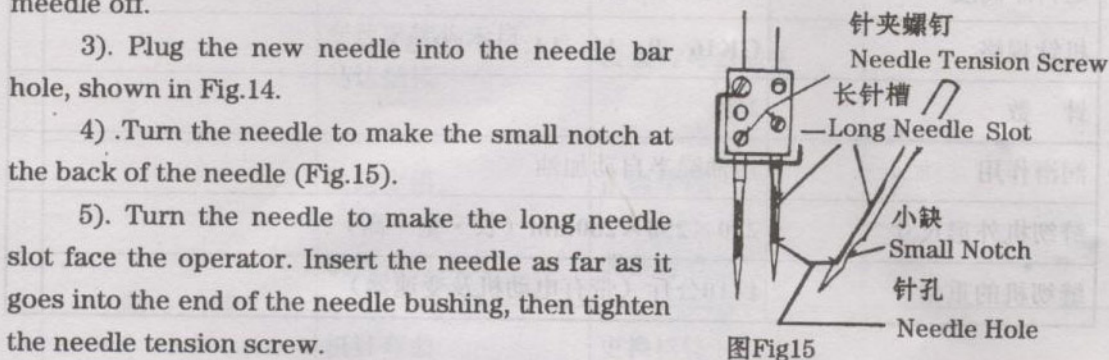 needle off.
3). Plug the new needle into the needle bar
hole, shown in Fig.14.
4) .Turn the needle to make the small notch at
the back of the needle (Fig.15).
5). Turn the needle to make the long needle
slot face the operator. Insert the needle as far as it
goes into the end of the needle bushing, then tighten
the needle tension screw.
针夹螺钉
Needle Tension Screw
长针槽
Long Needle Slot
小缺
Small Notch
针孔
Needle Hole
图Fig15